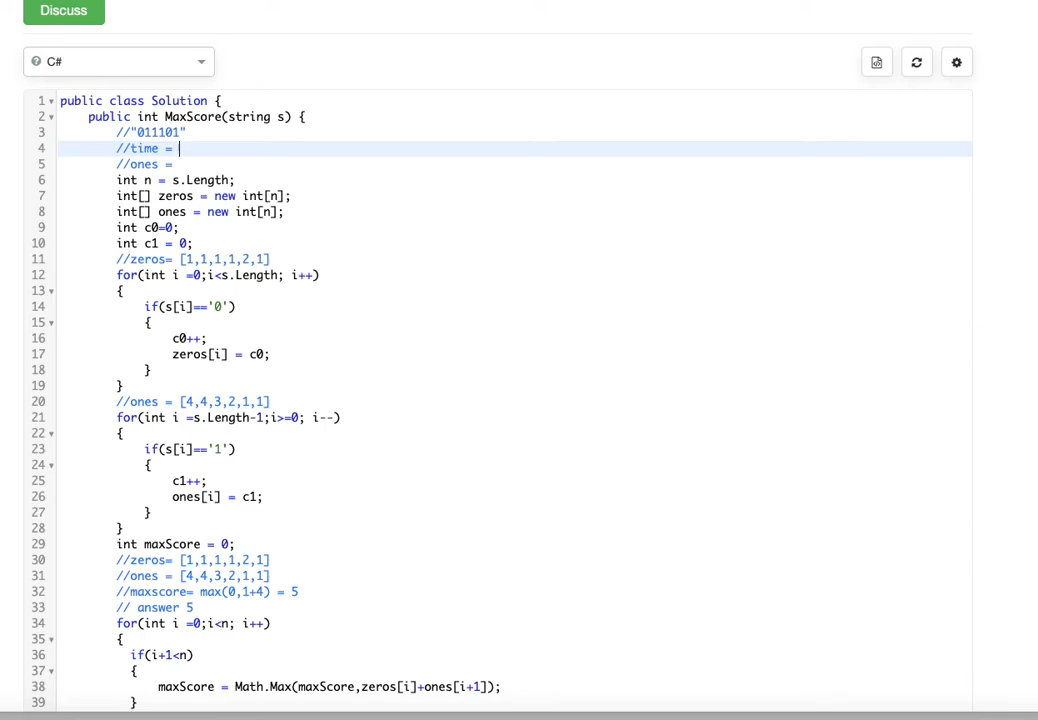 Discuss
C#
1 public class Solution {
2 public int MaxScore(string s) {
3 //"011101"
4 //time =
5 //ones =
6 int n = s.Length;
7 int[] zeros = new int[n];
8 int[] ones = new int[n];
9 int c0=0;
10 int c1 = 0;
11 //zeros= [1,1,1,1,2,1]
12 for(int i =0;i<s.Length; i++)
13 {
14 if(s[i]=='0')
15 {
16 c0++;
17 zeros[i] = c0;
18 }
19 }
20 //ones = [4,4,3,2,1,1]
21 for(int i =s.Length-1;i>=0; i--)
22 {
23 if(s[i]=='1')
24 {
25 c1++;
26 ones[i] = c1;
27 }
28 }
29 int maxScore = 0;
30 //zeros= [1,1,1,1,2,1]
31 //ones = [4,4,3,2,1,1]
32 //maxscore= max(0,1+4) = 5
33 // answer 5
34 for(int i =0;i<n; i++)
35 {
36 if(i+1<n)
37 {
38 maxScore = Math.Max(maxScore,zeros[i]+ones[i+1]);
39 }